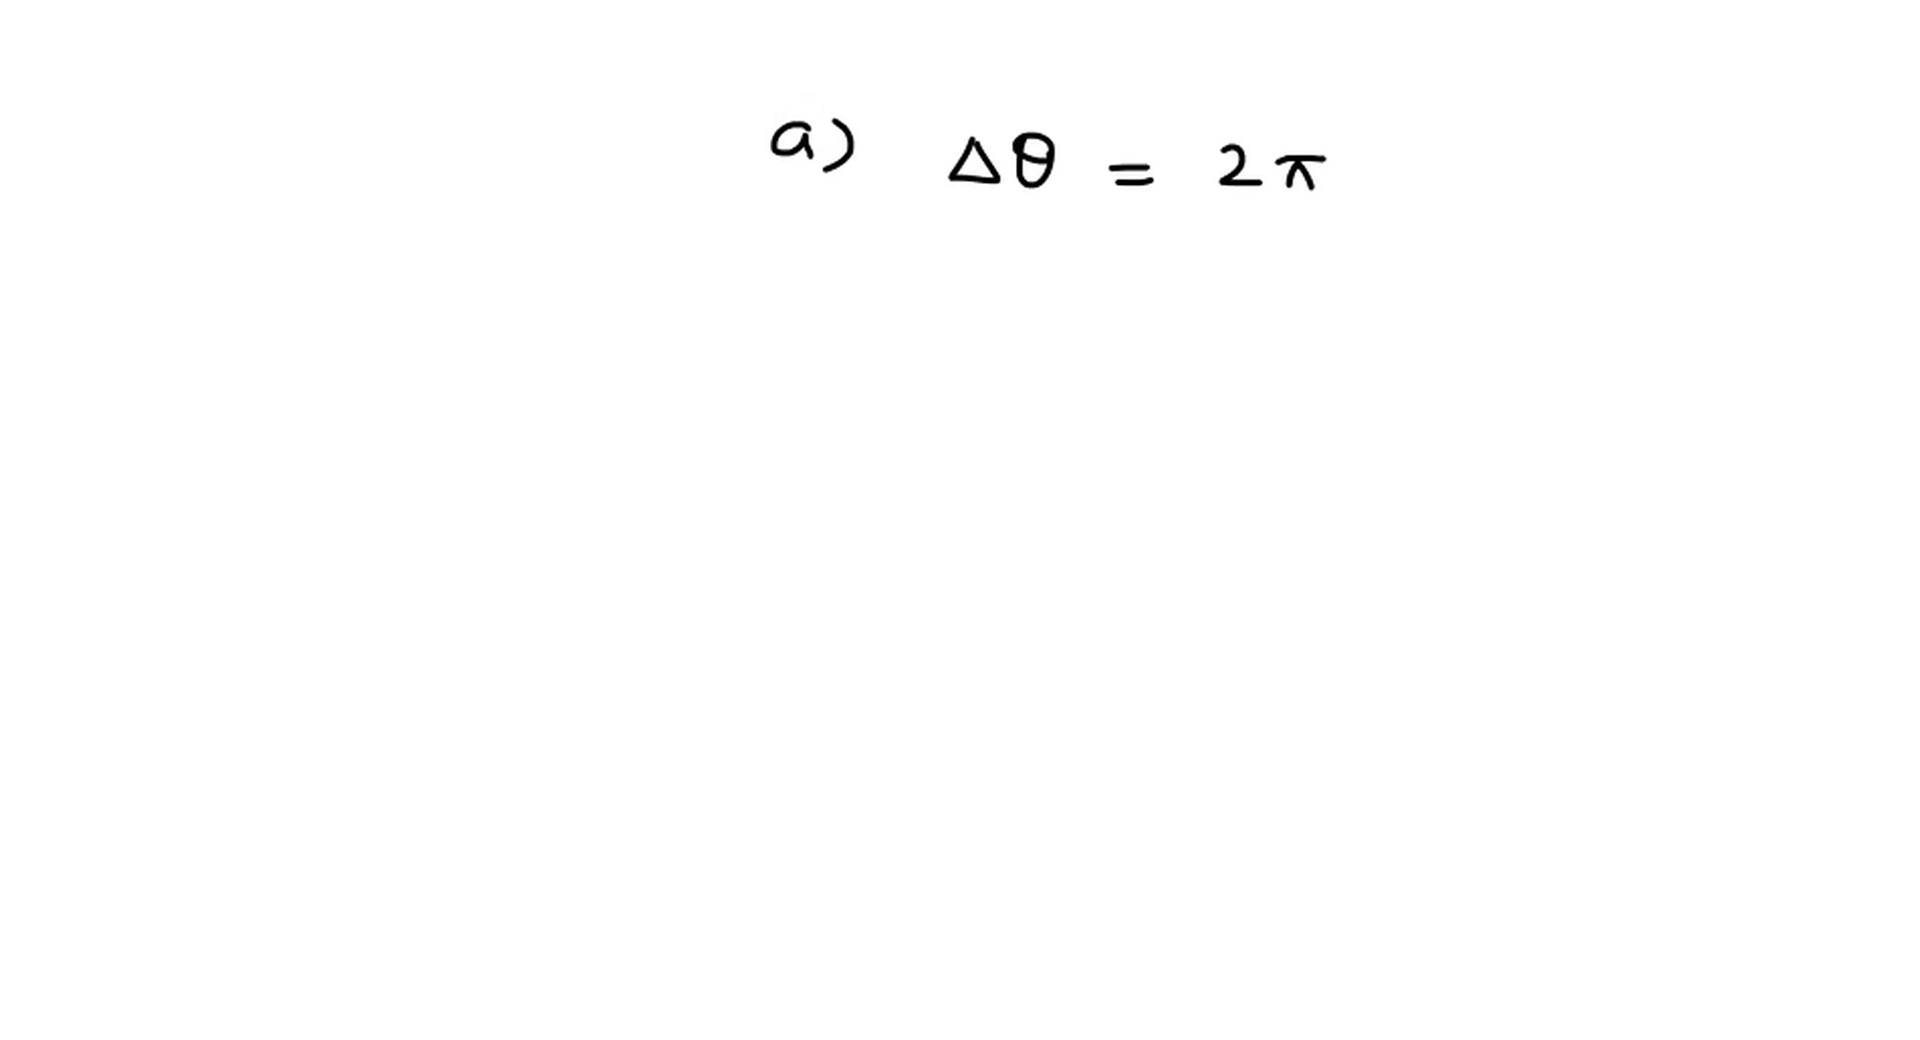 a) Δθ = 2π